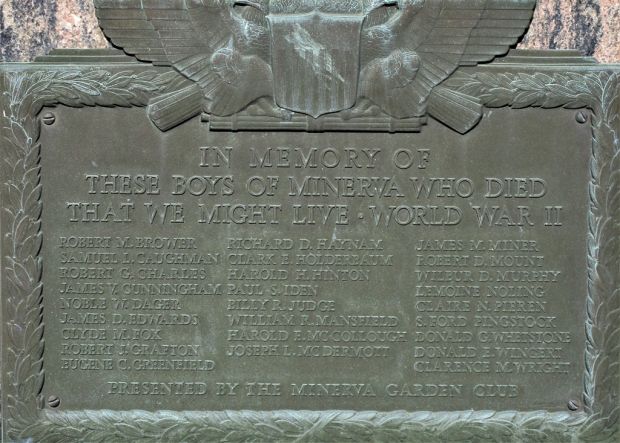 IN MEMORY OF
THESE BOYS OF MINERVA WHO DIED
THAT WE MIGHT LIVE · WORLD WAR II
ROBERT M. BROWER
SAMUEL L. CAUGHMAN
ROBERT G. CHARLES
JAMES V. CUNNINGHAM
NOBLE W. DAGER
JAMES D. EDWARDS
CLYDE M. FOX
ROBERT J. GRAFTON
EUGENE C. GREENFIELD
RICHARD D. HAYNAM
CLARK E. HOLLERBAUM
HAROLD H. HINTON
PAUL S. IDEN
BILLY R. JUDGE
WILLIAM R. MANSFIELD
HAROLD E. MCCOLLOUGH
JOSEPH L. MCDERMOTT
JAMES M. MINER
ROBERT D. MOUNT
WILBUR D. MURPHY
LEMOINE NOLING
CLAIRE N. PIEREN
S. FORD PINNOCK
DONALD C. WHINSTONE
DONALD E. WINGERT
CLARENCE M. WRIGHT
PRESENTED BY THE MINERVA GARDEN CLUB